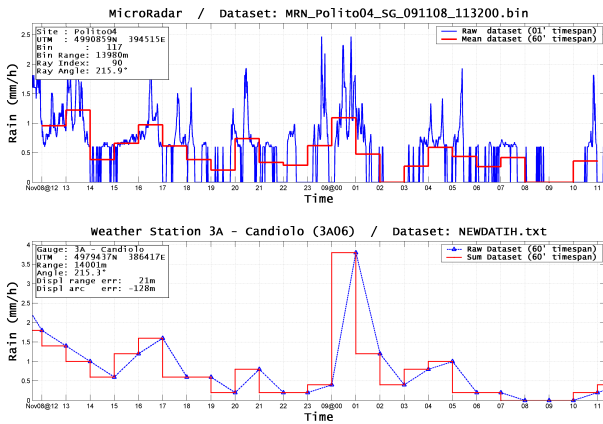 MicroRadar / Dataset: MRN_Polito04_SG_091108_113200.bin
Site : Polito04
UTM : 4990859N 394515E
Bin : 117
Bin Range: 13980m
Ray Index: 90
Ray Angle: 215.9°
Raw dataset (01' timespan)
Mean dataset (60' timespan)
Rain (mm/h)
2.5
2
1.5
1
0.5
0
Nov08@12 13 14 15 16 17 18 19 20 21 22 23 09@00 01 02 03 04 05 06 07 08 09 10 11
Time
Weather Station 3A - Candiolo (3A06) / Dataset: NEWDATIH.txt
Gauge: 3A - Candiolo
UTM : 4979437N 386417E
Range: 14001m
Angle: 215.3°
Displ range err: 21m
Displ arc err: -128m
Raw Dataset (60' timespan)
Sum Dataset (60' timespan)
Rain (mm/h)
4
3.5
3
2.5
2
1.5
1
0.5
0
Nov08@12 13 14 15 16 17 18 19 20 21 22 23 09@00 01 02 03 04 05 06 07 08 09 10 11
Time